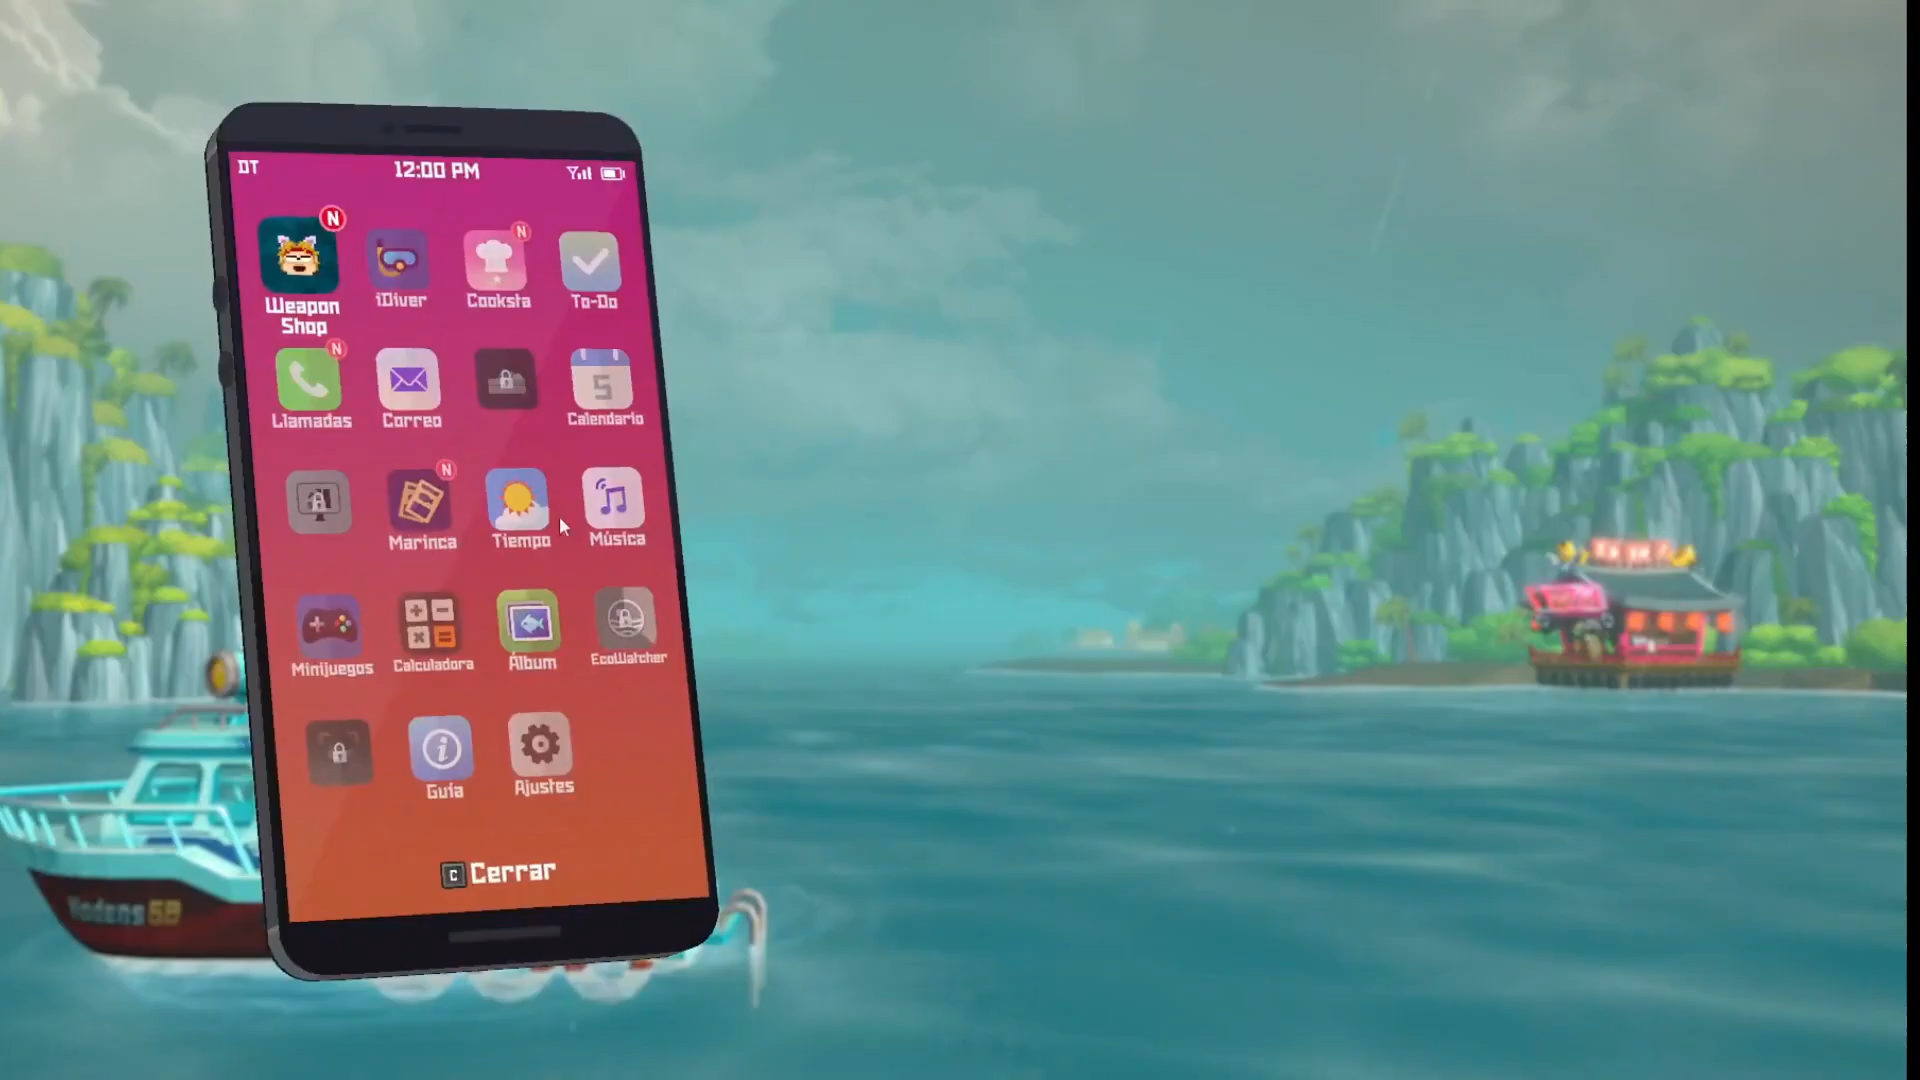 DT
12:00 PM
N
N
Weapon
Shop
iDiver
Cooksta
To-Do
N
5
Llamadas
Correo
Calendario
N
Marinca
Tiempo
Música
Minijuegos
Calculadora
Álbum
EcoWatcher
i
Guía
Ajustes
C Cerrar